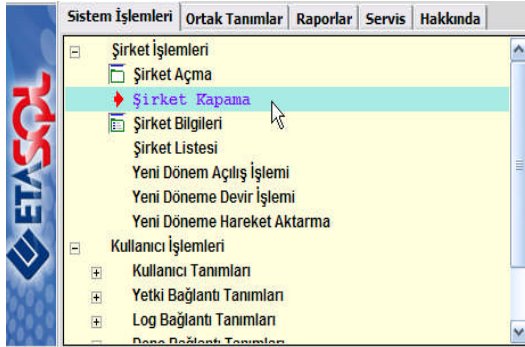 Sistem İşlemleri Ortak Tanımlar Raporlar Servis Hakkında
Şirket İşlemleri
Şirket Açma
Şirket Kapama
Şirket Bilgileri
Şirket Listesi
Yeni Dönem Açılış İşlemi
Yeni Döneme Devir İşlemi
Yeni Döneme Hareket Aktarma
Kullanıcı İşlemleri
Kullanıcı Tanımları
Yetki Bağlantı Tanımları
Log Bağlantı Tanımları
Bağlantı Tanımları
ETASQL